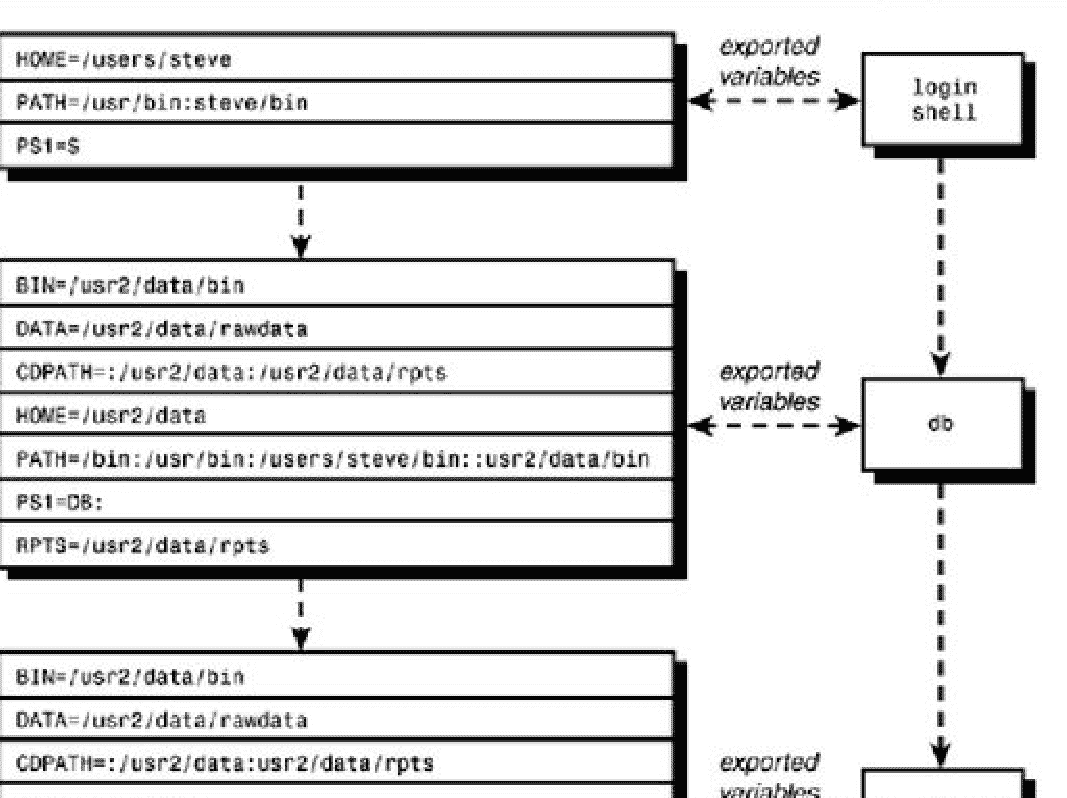 HOME=/users/steve
PATH=/usr/bin:steve/bin
PS1=$
exported
variables
login
shell
BIN=/usr2/data/bin
DATA=/usr2/data/rawdata
CDPATH=:/usr2/data:/usr2/data/rpts
HOME=/usr2/data
PATH=/bin:/usr/bin:/users/steve/bin::usr2/data/bin
PS1=DB:
RPTS=/usr2/data/rpts
exported
variables
db
BIN=/usr2/data/bin
DATA=/usr2/data/rawdata
CDPATH=:/usr2/data:usr2/data/rpts
exported
variables